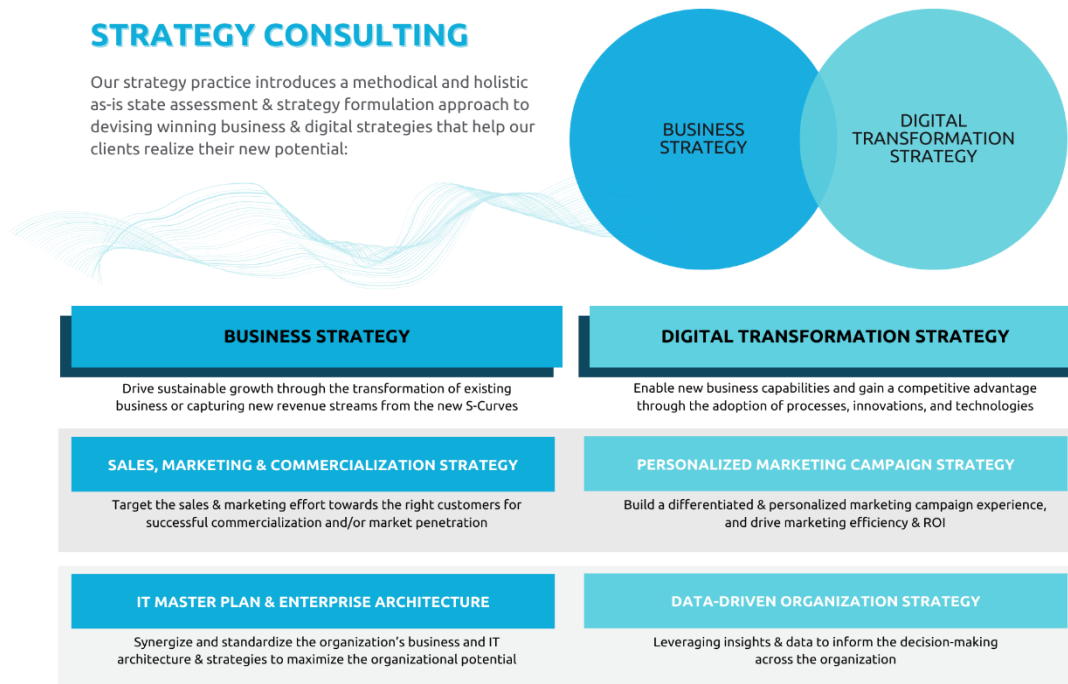 STRATEGY CONSULTING
Our strategy practice introduces a methodical and holistic
as-is state assessment & strategy formulation approach to
devising winning business & digital strategies that help our
clients realize their new potential:
BUSINESS
STRATEGY
DIGITAL
TRANSFORMATION
STRATEGY
BUSINESS STRATEGY
Drive sustainable growth through the transformation of existing
business or capturing new revenue streams from the new S-Curves
DIGITAL TRANSFORMATION STRATEGY
Enable new business capabilities and gain a competitive advantage
through the adoption of processes, innovations, and technologies
SALES, MARKETING & COMMERCIALIZATION STRATEGY
Target the sales & marketing effort towards the right customers for
successful commercialization and/or market penetration
PERSONALIZED MARKETING CAMPAIGN STRATEGY
Build a differentiated & personalized marketing campaign experience,
and drive marketing efficiency & ROI
IT MASTER PLAN & ENTERPRISE ARCHITECTURE
Synergize and standardize the organization’s business and IT
architecture & strategies to maximize the organizational potential
DATA-DRIVEN ORGANIZATION STRATEGY
Leveraging insights & data to inform the decision-making
across the organization